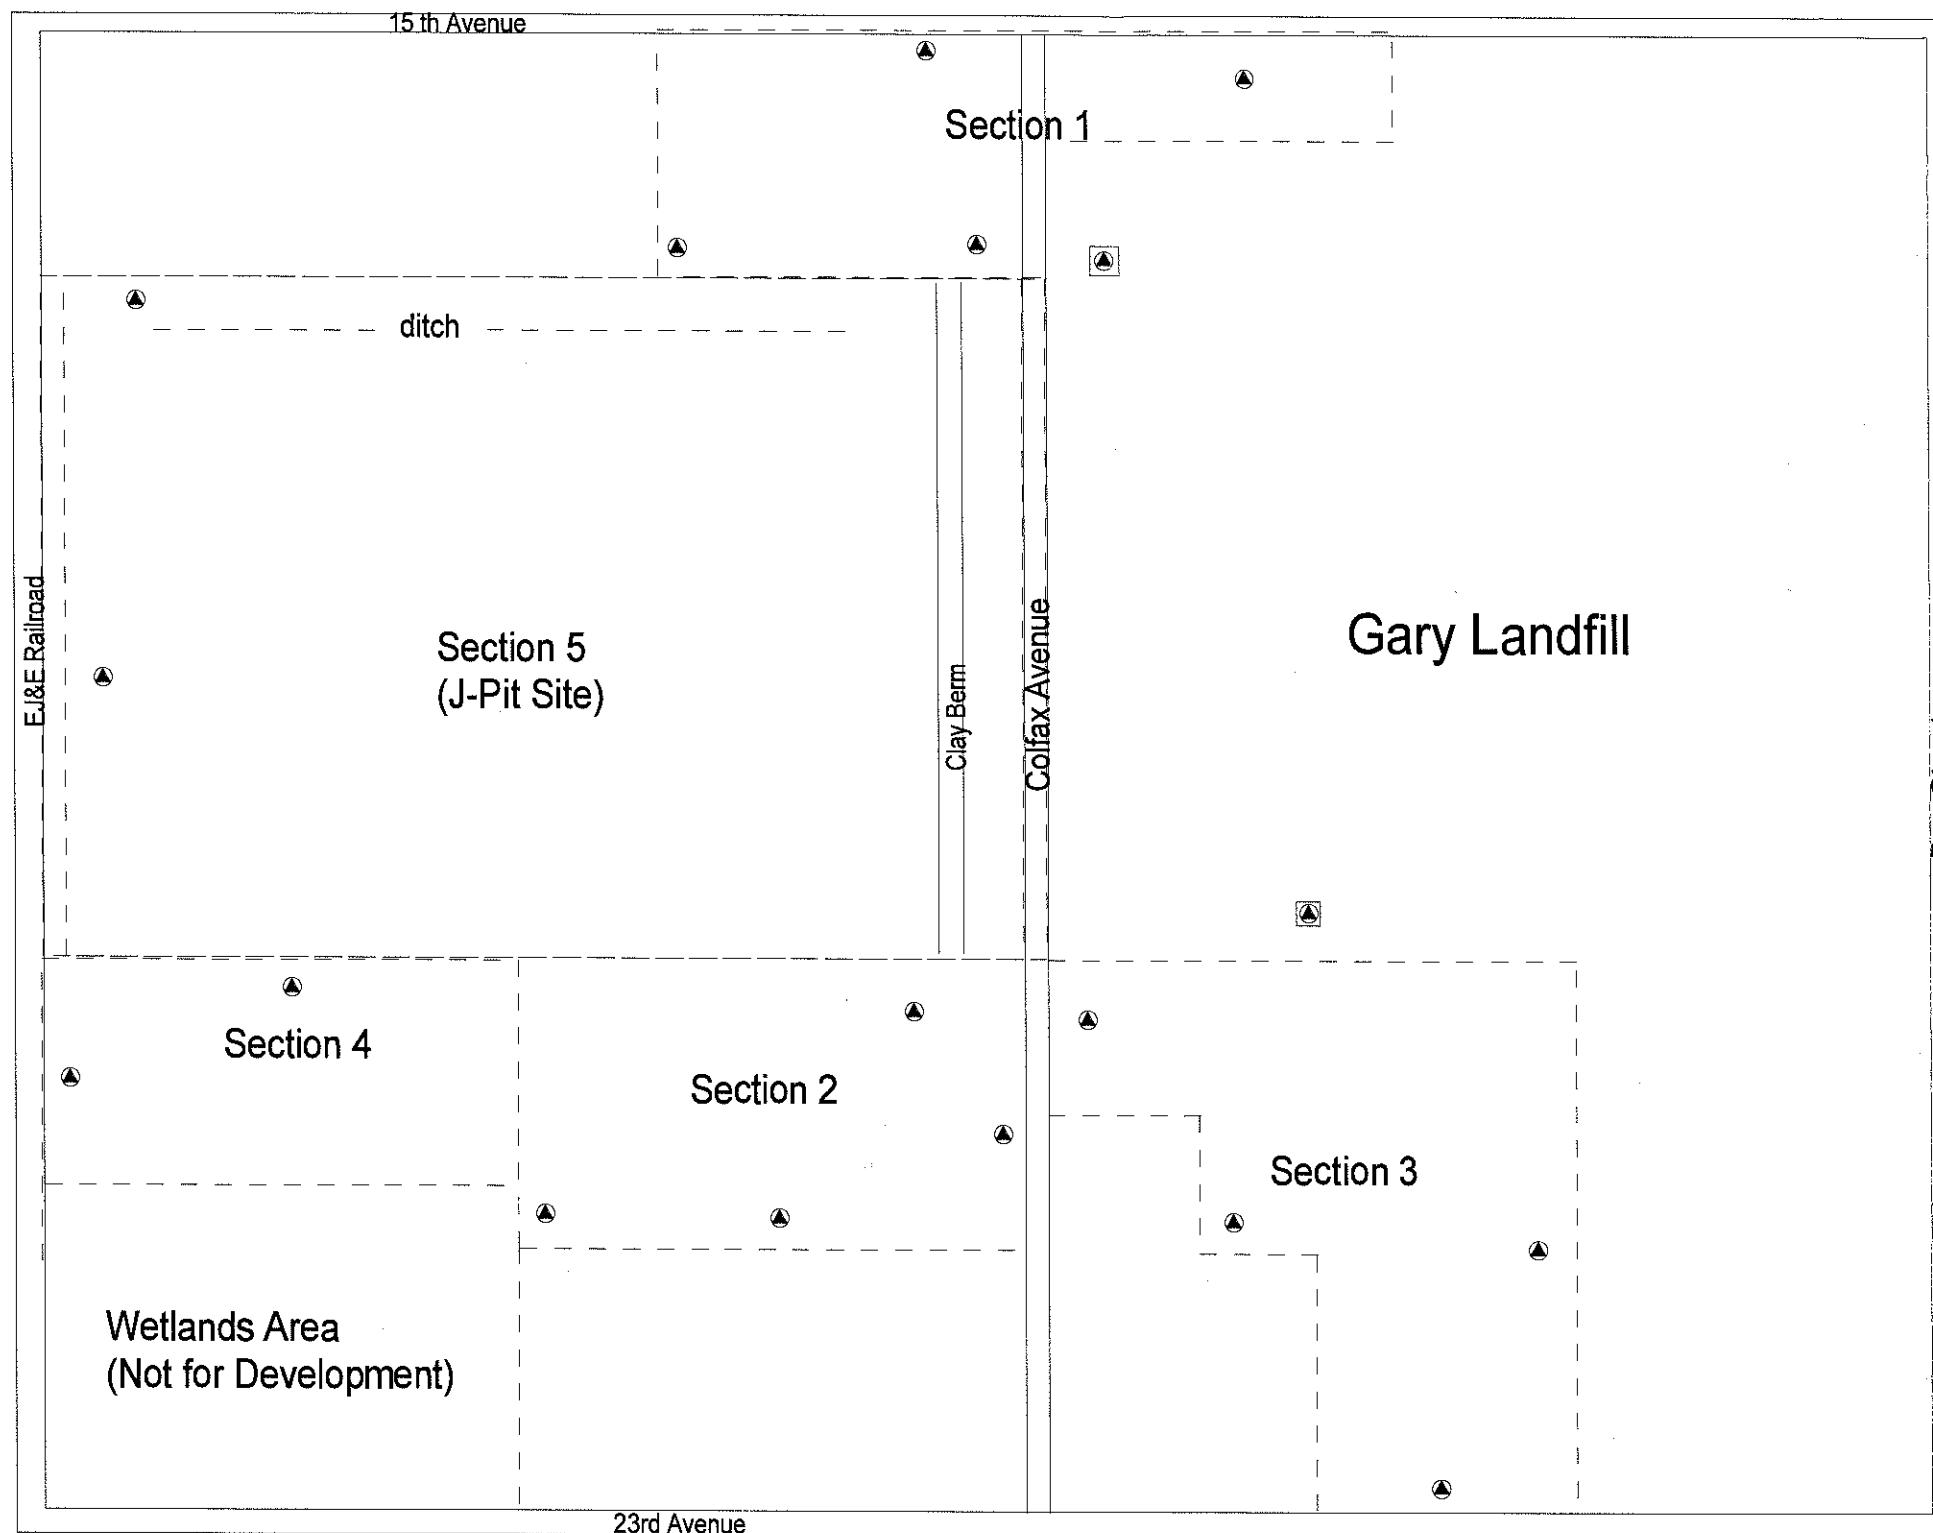 15 th Avenue
Section 1
ditch
EJ&E Railroad
Section 5
(J-Pit Site)
Clay Berm
Colfax Avenue
Gary Landfill
Section 4
Section 2
Section 3
Wetlands Area
(Not for Development)
23rd Avenue